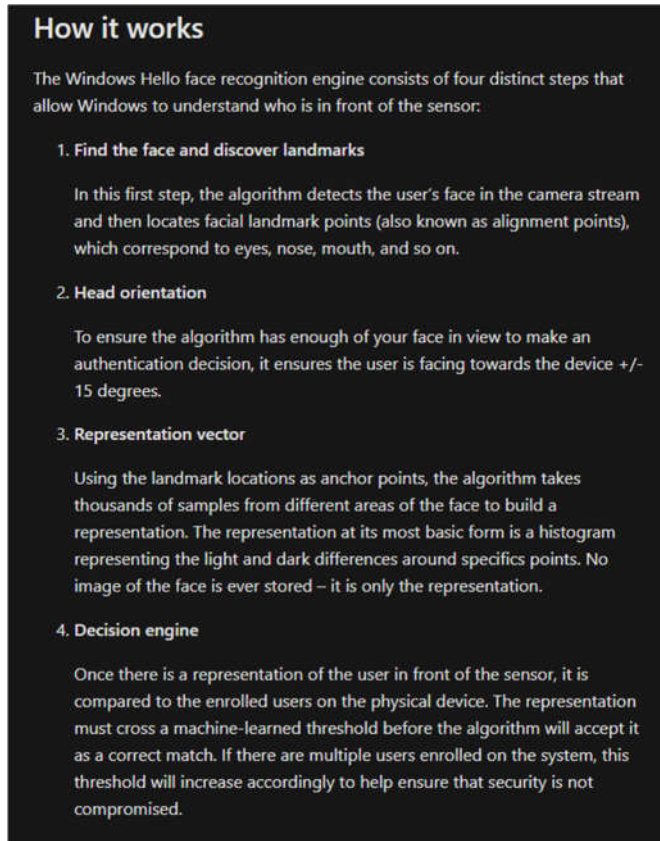 How it works
The Windows Hello face recognition engine consists of four distinct steps that
allow Windows to understand who is in front of the sensor:
1. Find the face and discover landmarks
In this first step, the algorithm detects the user's face in the camera stream
and then locates facial landmark points (also known as alignment points),
which correspond to eyes, nose, mouth, and so on.
2. Head orientation
To ensure the algorithm has enough of your face in view to make an
authentication decision, it ensures the user is facing towards the device +/-
15 degrees.
3. Representation vector
Using the landmark locations as anchor points, the algorithm takes
thousands of samples from different areas of the face to build a
representation. The representation at its most basic form is a histogram
representing the light and dark differences around specifics points. No
image of the face is ever stored – it is only the representation.
4. Decision engine
Once there is a representation of the user in front of the sensor, it is
compared to the enrolled users on the physical device. The representation
must cross a machine-learned threshold before the algorithm will accept it
as a correct match. If there are multiple users enrolled on the system, this
threshold will increase accordingly to help ensure that security is not
compromised.